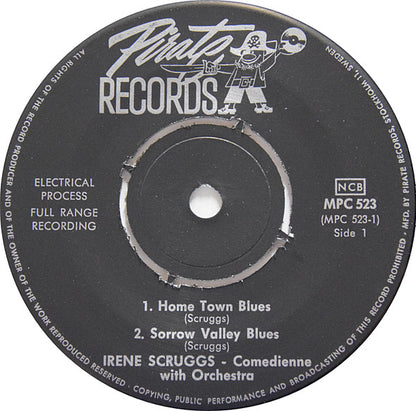 Pirate
RECORDS
ELECTRICAL
PROCESS
FULL RANGE
RECORDING
NCB
MPC 523
(MPC 523-1)
Side 1
1. Home Town Blues
(Scruggs)
2. Sorrow Valley Blues
(Scruggs)
IRENE SCRUGGS - Comedienne
with Orchestra
ALL RIGHTS OF THE RECORD PRODUCER AND OF THE OWNER OF THE WORK REPRODUCED RESERVED · COPYING, PUBLIC PERFORMANCE AND BROADCASTING OF THIS RECORD PROHIBITED · MFD. BY PIRATE RECORDS, STOCKHOLM 11, SWEDEN